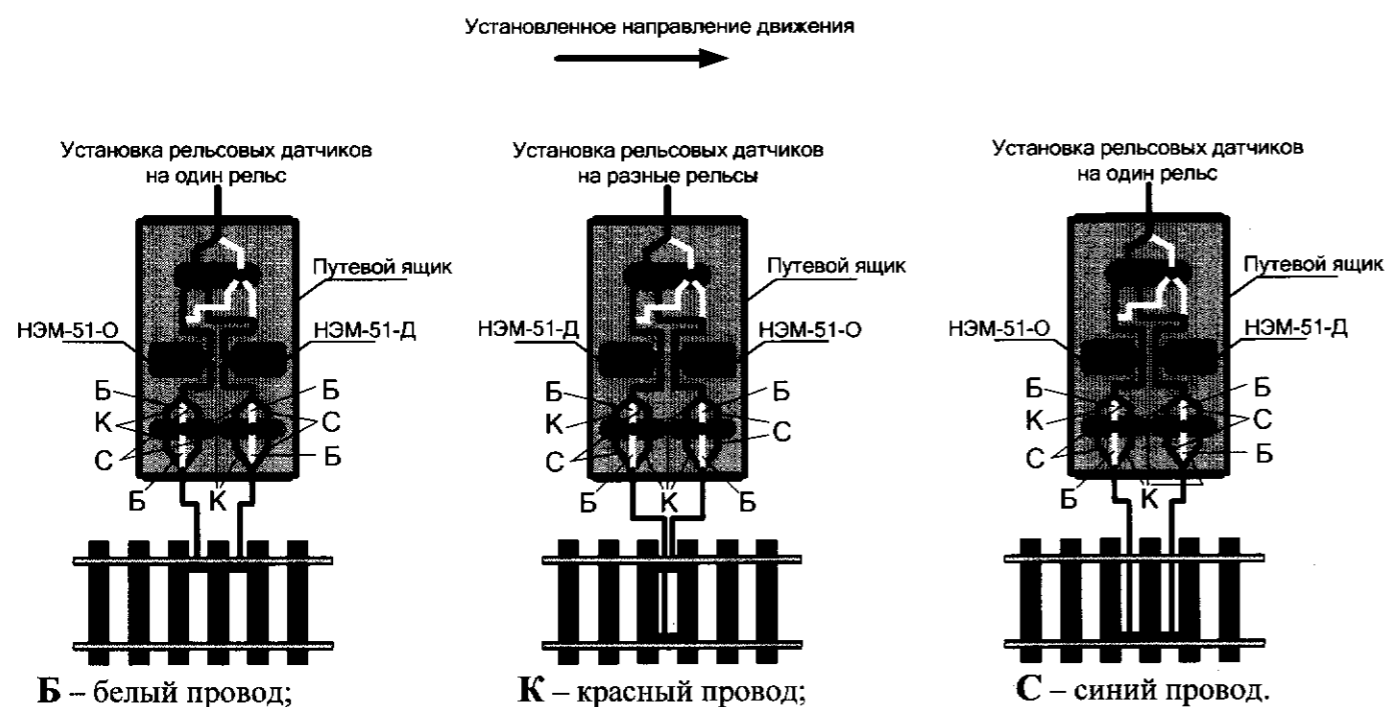 Установленное направление движения
Установка рельсовых датчиков
на один рельс
Путевой ящик
НЭМ-51-О
НЭМ-51-Д
Б
Б
К
С
С
Б
Б
К
Установка рельсовых датчиков
на разные рельсы
Путевой ящик
НЭМ-51-Д
НЭМ-51-О
Б
Б
К
С
С
Б
К
Б
Установка рельсовых датчиков
на один рельс
Путевой ящик
НЭМ-51-О
НЭМ-51-Д
Б
Б
К
С
С
Б
Б
К
Б – белый провод;
К – красный провод;
С – синий провод.